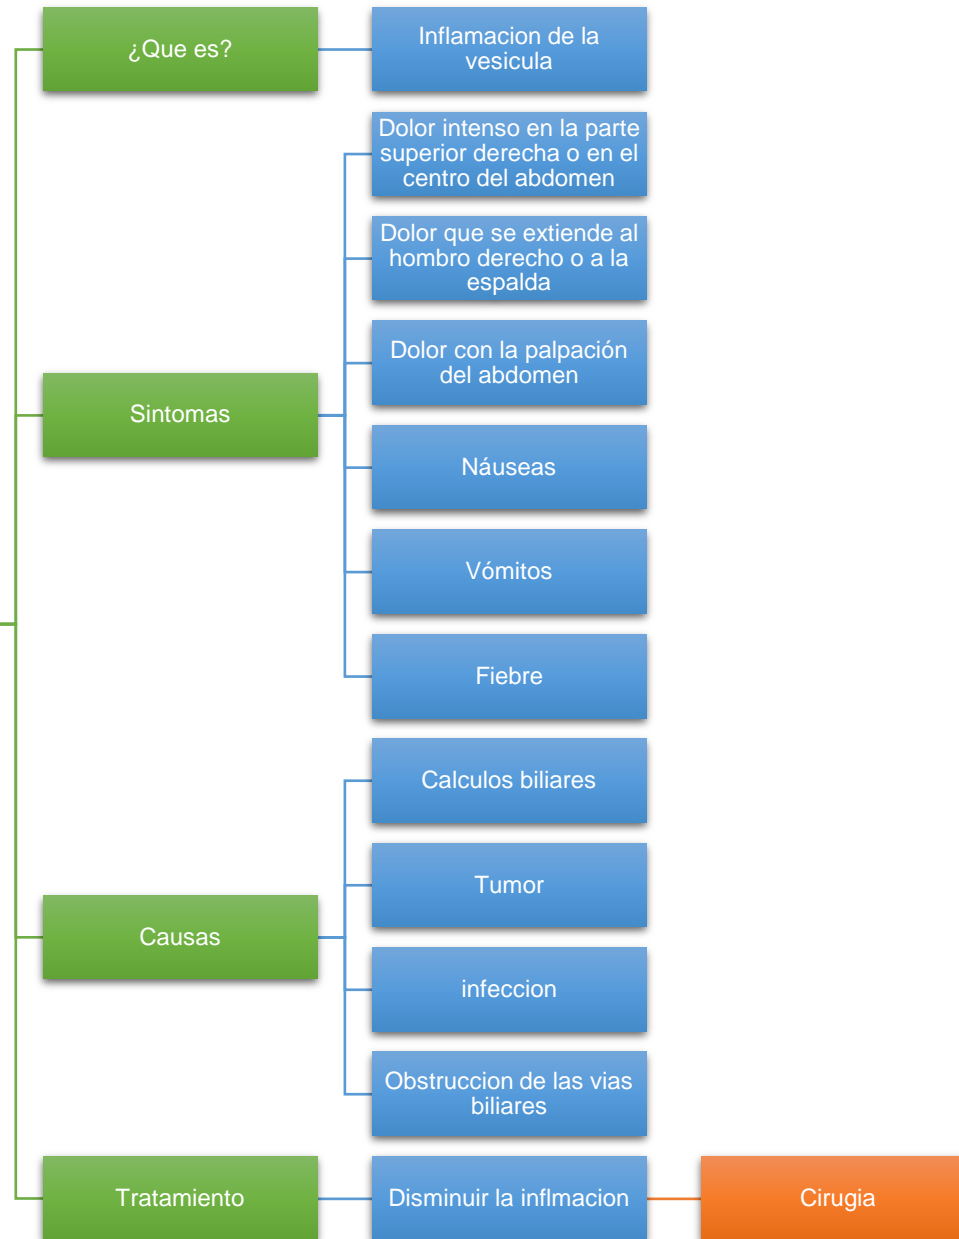 ¿Que es?
Inflamacion de la
vesicula
Sintomas
Dolor intenso en la parte
superior derecha o en el
centro del abdomen
Dolor que se extiende al
hombro derecho o a la
espalda
Dolor con la palpación
del abdomen
Náuseas
Vómitos
Fiebre
Causas
Calculos biliares
Tumor
infeccion
Obstruccion de las vias
biliares
Tratamiento
Disminuir la inflmacion
Cirugia